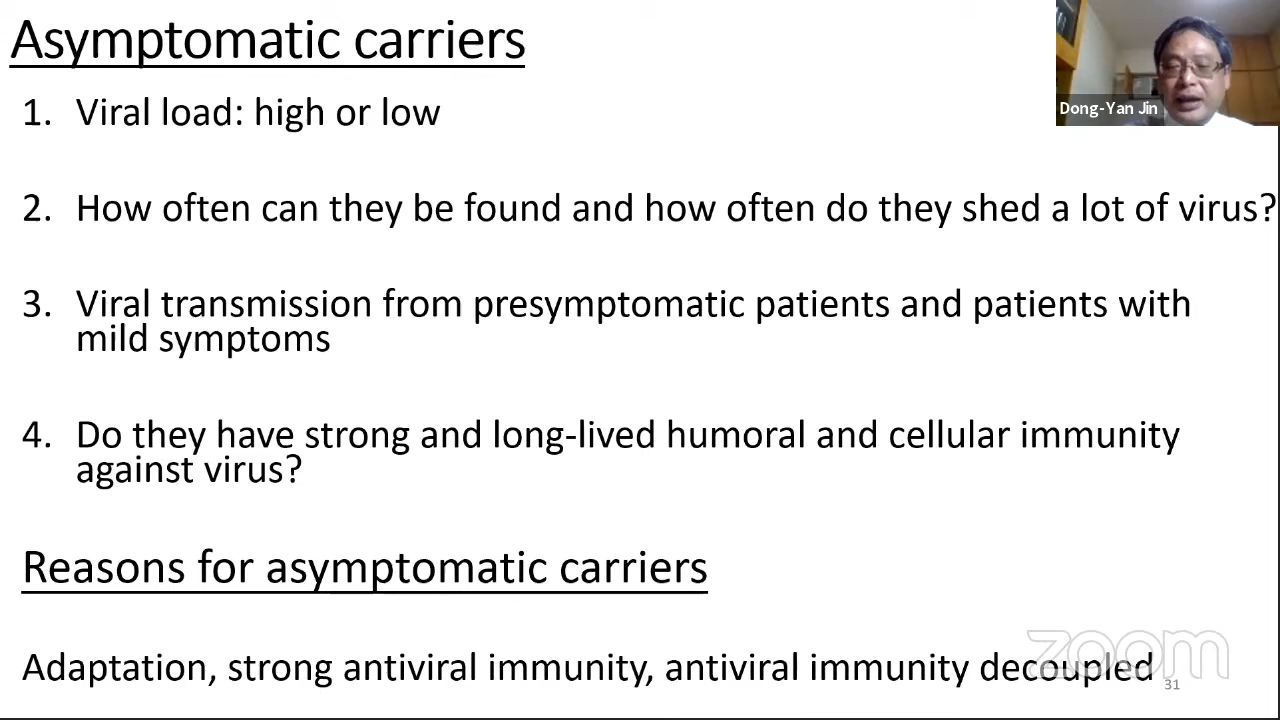 Asymptomatic carriers
Dong-Yan Jin
1. Viral load: high or low
2. How often can they be found and how often do they shed a lot of virus?
3. Viral transmission from presymptomatic patients and patients with
mild symptoms
4. Do they have strong and long-lived humoral and cellular immunity
against virus?
Reasons for asymptomatic carriers
Adaptation, strong antiviral immunity, antiviral immunity decoupled
zoom
31